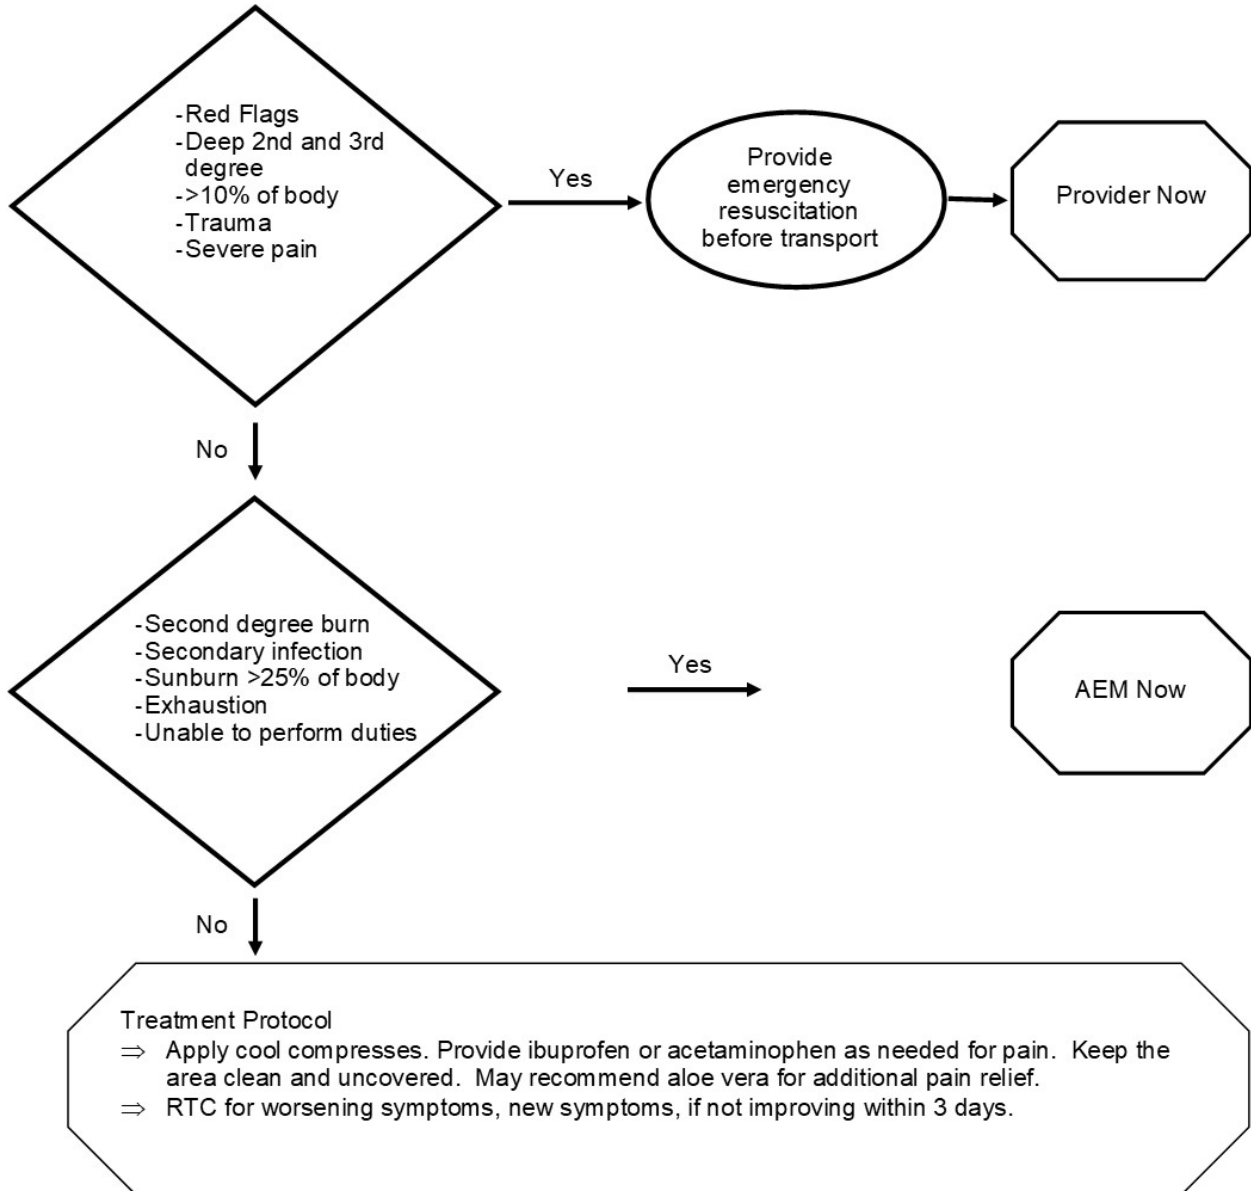 -Red Flags
-Deep 2nd and 3rd
degree
->10% of body
-Trauma
-Severe pain
Yes
Provide
emergency
resuscitation
before transport
Provider Now
No
-Second degree burn
-Secondary infection
-Sunburn >25% of body
-Exhaustion
-Unable to perform duties
Yes
AEM Now
No
Treatment Protocol
⇒ Apply cool compresses. Provide ibuprofen or acetaminophen as needed for pain. Keep the
area clean and uncovered. May recommend aloe vera for additional pain relief.
⇒ RTC for worsening symptoms, new symptoms, if not improving within 3 days.